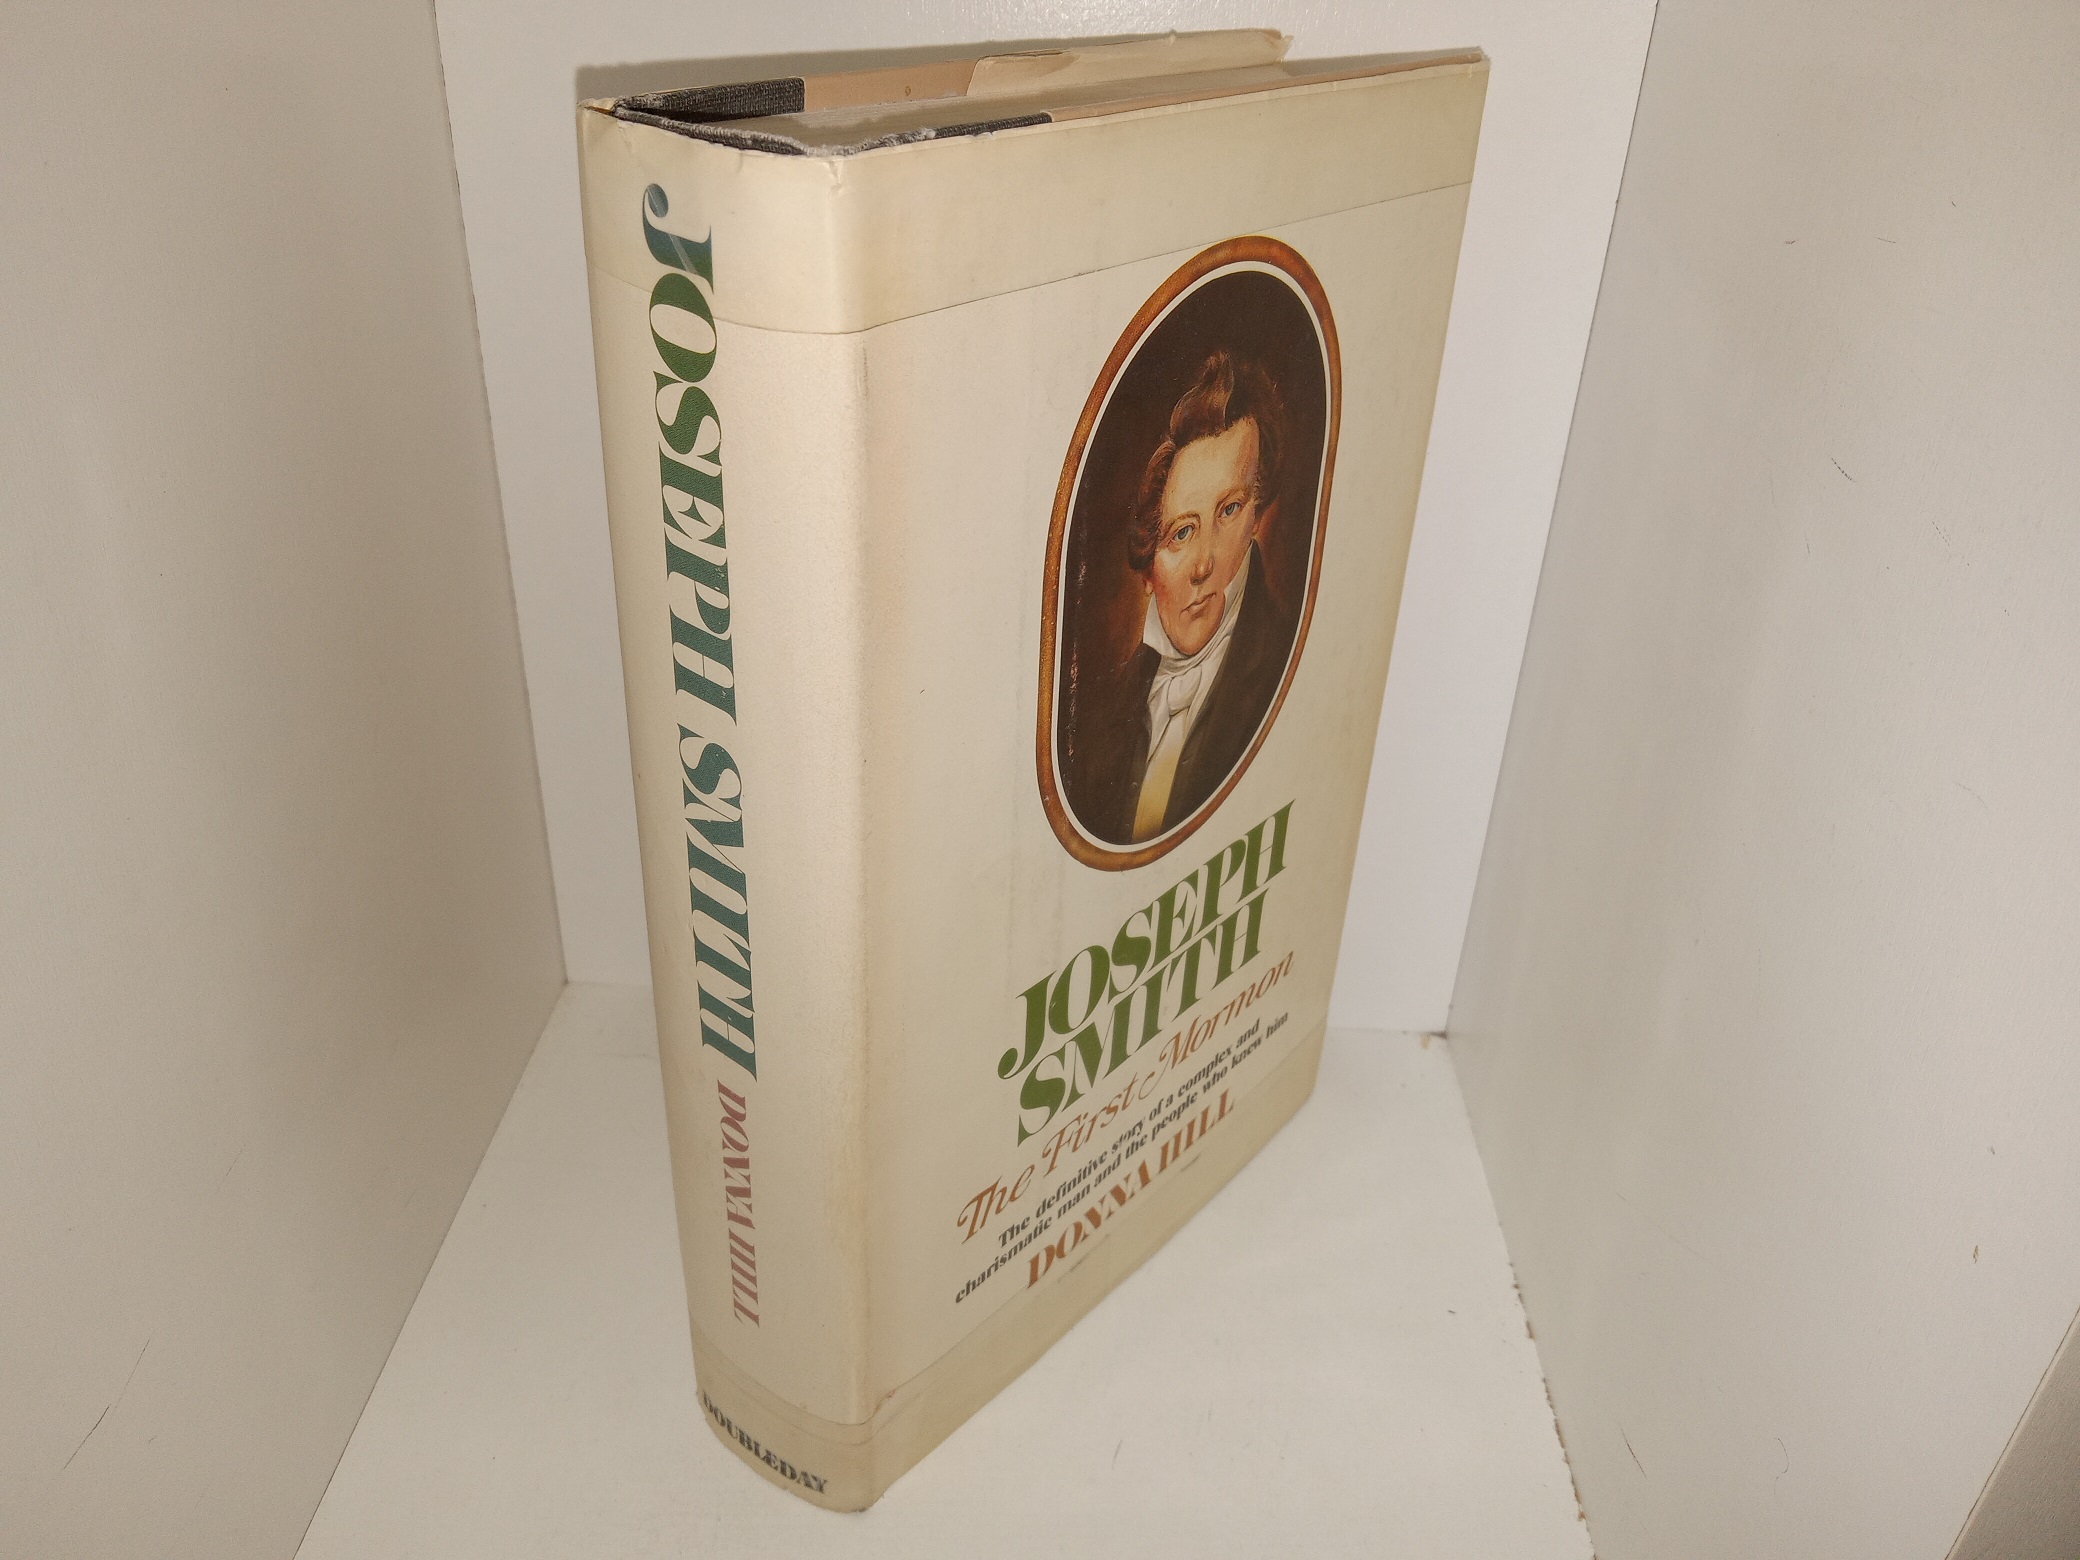 JOSEPH SMITH DONNA HILL
DOUBLEDAY
JOSEPH
SMITH
The First Mormon
The definitive story of a complex and
charismatic man and the people who knew him
DONNA HILL